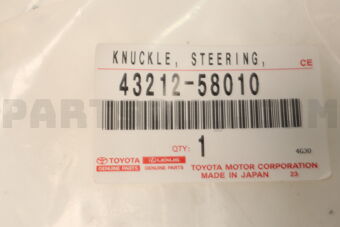 KNUCKLE, STEERING,
CE
43212-58010
QTY:
1
4G30
TOYOTA
GENUINE PARTS
LEXUS
GENUINE PARTS
TOYOTA MOTOR CORPORATION
MADE IN JAPAN 23